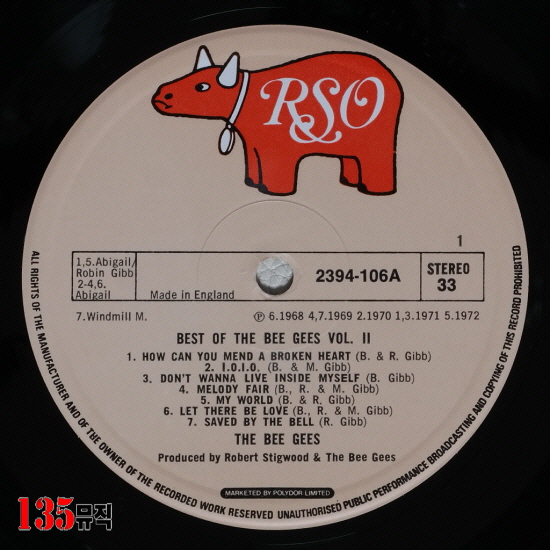 RSO
1
1,5.Abigail/
Robin Gibb
2-4,6.
Abigail
Made in England
2394-106A
STEREO
33
7.Windmill M.
℗ 6.1968 4,7.1969 2.1970 1,3.1971 5.1972
BEST OF THE BEE GEES VOL. II
1. HOW CAN YOU MEND A BROKEN HEART (B. & R. Gibb)
2. I.O.I.O. (B. & M. Gibb)
3. DON'T WANNA LIVE INSIDE MYSELF (B. Gibb)
4. MELODY FAIR (B., R. & M. Gibb)
5. MY WORLD (B. & R. Gibb)
6. LET THERE BE LOVE (B., R. & M. Gibb)
7. SAVED BY THE BELL (R. Gibb)
THE BEE GEES
Produced by Robert Stigwood & The Bee Gees
MARKETED BY POLYDOR LIMITED
ALL RIGHTS OF THE MANUFACTURER AND OF THE OWNER OF THE RECORDED WORK RESERVED UNAUTHORISED PUBLIC PERFORMANCE BROADCASTING AND COPYING OF THIS RECORD PROHIBITED
135뮤직